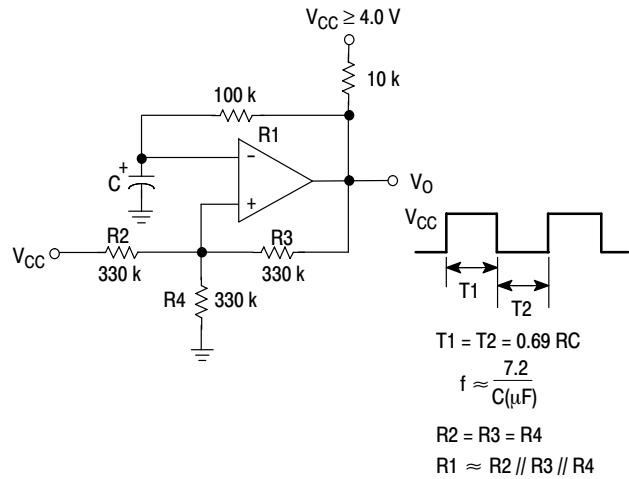 V_CC ≥ 4.0 V
10 k
100 k
R1
+
C
−
+
V_O
V_CC
R2
330 k
R3
330 k
R4
330 k
V_CC
T1
T2
T1 = T2 = 0.69 RC
f ≈ 7.2 / C(μF)
R2 = R3 = R4
R1 ≈ R2 // R3 // R4